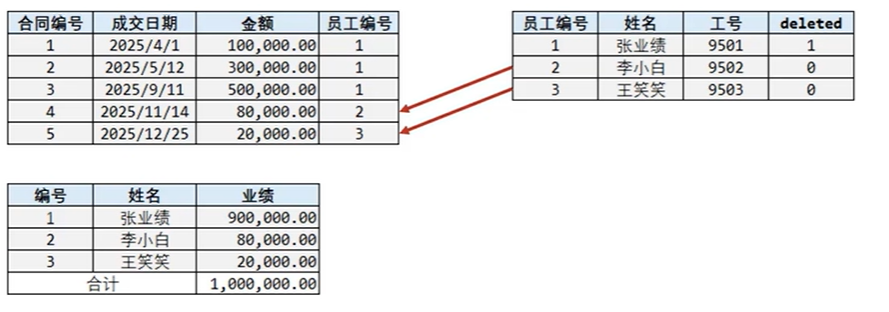 合同编号 成交日期 金额 员工编号
1 2025/4/1 100,000.00 1
2 2025/5/12 300,000.00 1
3 2025/9/11 500,000.00 1
4 2025/11/14 80,000.00 2
5 2025/12/25 20,000.00 3
员工编号 姓名 工号 deleted
1 张业绩 9501 1
2 李小白 9502 0
3 王笑笑 9503 0
编号 姓名 业绩
1 张业绩 900,000.00
2 李小白 80,000.00
3 王笑笑 20,000.00
合计 1,000,000.00